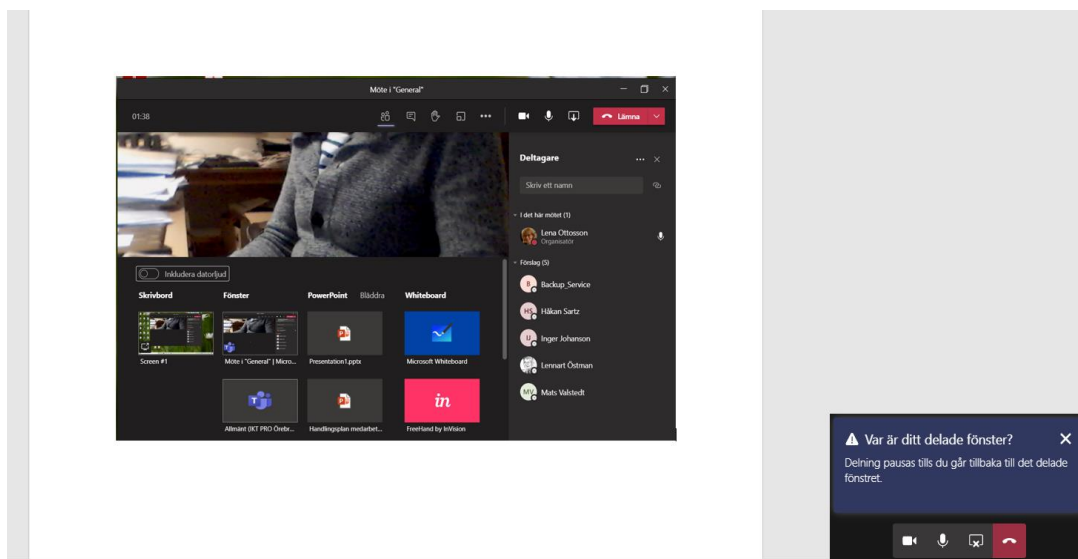 Möte i "General"
01:38
Lämna
Deltagare
Skriv ett namn
I det här mötet (1)
Lena Ottosson
Organisatör
Förslag (5)
B
Backup_Service
HS
Håkan Sartz
IJ
Inger Johanson
Lennart Östman
MV
Mats Valstedt
Inkludera datorljud
Skrivbord Fönster PowerPoint Bläddra Whiteboard
Screen #1 Möte i "General" | Micro... Presentation1.pptx Microsoft Whiteboard
in
Allmänt (IKT PRO Örebr... Handlingsplan medarbet... FreeHand by InVision
Var är ditt delade fönster?
Delning pausas tills du går tillbaka till det delade
fönstret.